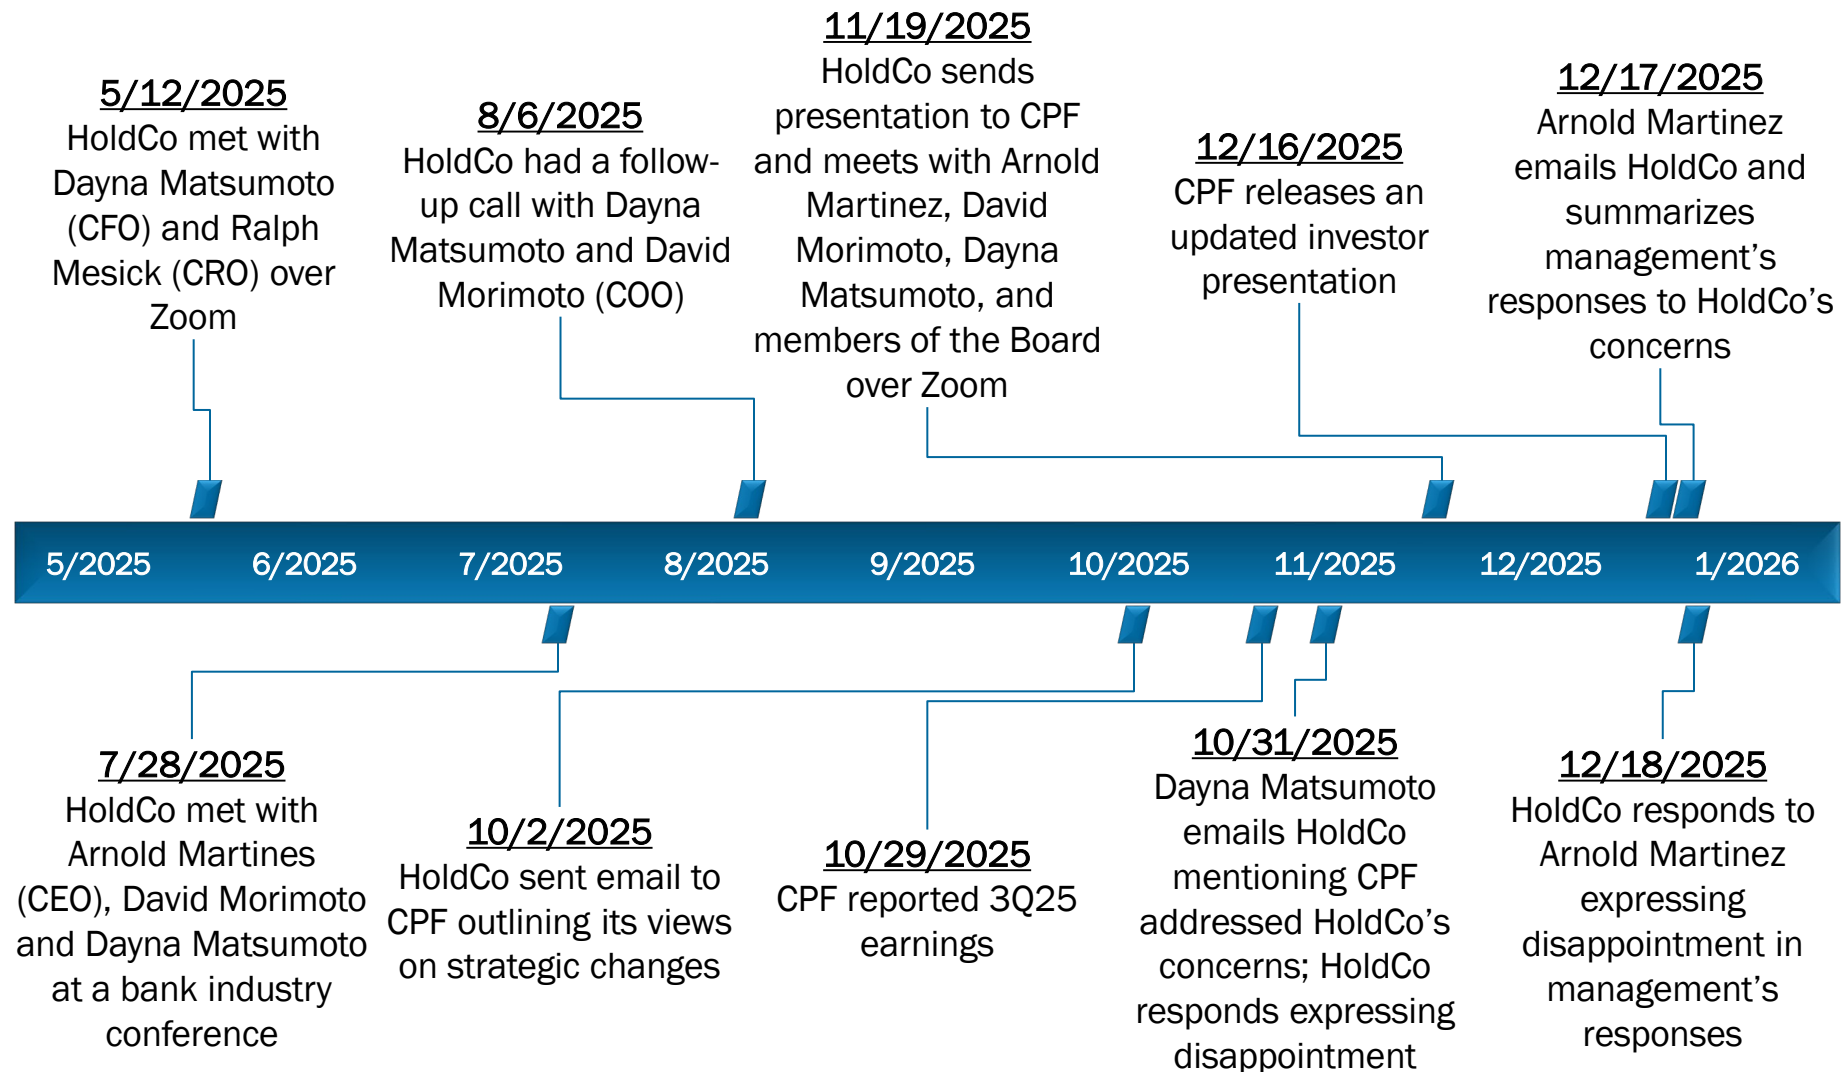 5/12/2025
HoldCo met with
Dayna Matsumoto
(CFO) and Ralph
Mesick (CRO) over
Zoom
8/6/2025
HoldCo had a follow-
up call with Dayna
Matsumoto and David
Morimoto (COO)
11/19/2025
HoldCo sends
presentation to CPF
and meets with Arnold
Martinez, David
Morimoto, Dayna
Matsumoto, and
members of the Board
over Zoom
12/16/2025
CPF releases an
updated investor
presentation
12/17/2025
Arnold Martinez
emails HoldCo and
summarizes
management’s
responses to HoldCo’s
concerns
5/2025
6/2025
7/2025
8/2025
9/2025
10/2025
11/2025
12/2025
1/2026
7/28/2025
HoldCo met with
Arnold Martines
(CEO), David Morimoto
and Dayna Matsumoto
at a bank industry
conference
10/2/2025
HoldCo sent email to
CPF outlining its views
on strategic changes
10/29/2025
CPF reported 3Q25
earnings
10/31/2025
Dayna Matsumoto
emails HoldCo
mentioning CPF
addressed HoldCo’s
concerns; HoldCo
responds expressing
disappointment
12/18/2025
HoldCo responds to
Arnold Martinez
expressing
disappointment in
management’s
responses